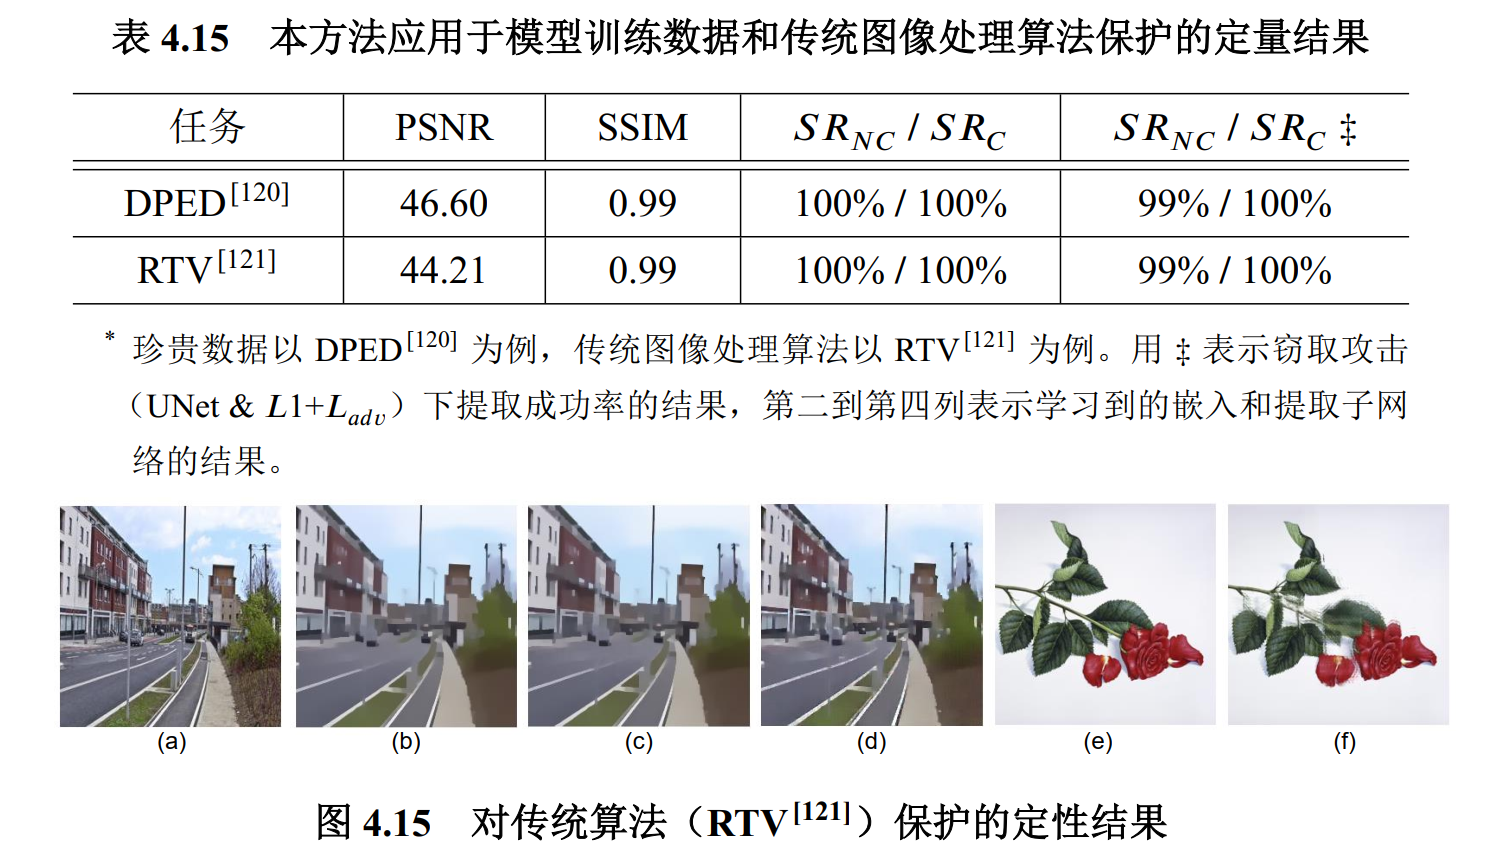 表 4.15 本方法应用于模型训练数据和传统图像处理算法保护的定量结果
任务 PSNR SSIM SR_NC / SR_C SR_NC / SR_C ‡
DPED[120] 46.60 0.99 100% / 100% 99% / 100%
RTV[121] 44.21 0.99 100% / 100% 99% / 100%
* 珍贵数据以 DPED[120] 为例，传统图像处理算法以 RTV[121] 为例。用 ‡ 表示窃取攻击
（UNet & L1+L_adv）下提取成功率的结果，第二到第四列表示学习到的嵌入和提取子网
络的结果。
(a) (b) (c) (d) (e) (f)
图 4.15 对传统算法（RTV[121]）保护的定性结果